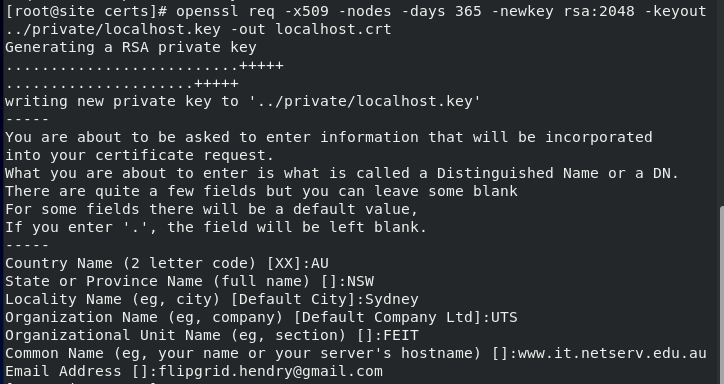 [root@site certs]# openssl req -x509 -nodes -days 365 -newkey rsa:2048 -keyout
../private/localhost.key -out localhost.crt
Generating a RSA private key
..........................+++++
.....................+++++
writing new private key to '../private/localhost.key'
-----
You are about to be asked to enter information that will be incorporated
into your certificate request.
What you are about to enter is what is called a Distinguished Name or a DN.
There are quite a few fields but you can leave some blank
For some fields there will be a default value,
If you enter '.', the field will be left blank.
-----
Country Name (2 letter code) [XX]:AU
State or Province Name (full name) []:NSW
Locality Name (eg, city) [Default City]:Sydney
Organization Name (eg, company) [Default Company Ltd]:UTS
Organizational Unit Name (eg, section) []:FEIT
Common Name (eg, your name or your server's hostname) []:www.it.netserv.edu.au
Email Address []:flipgrid.hendry@gmail.com